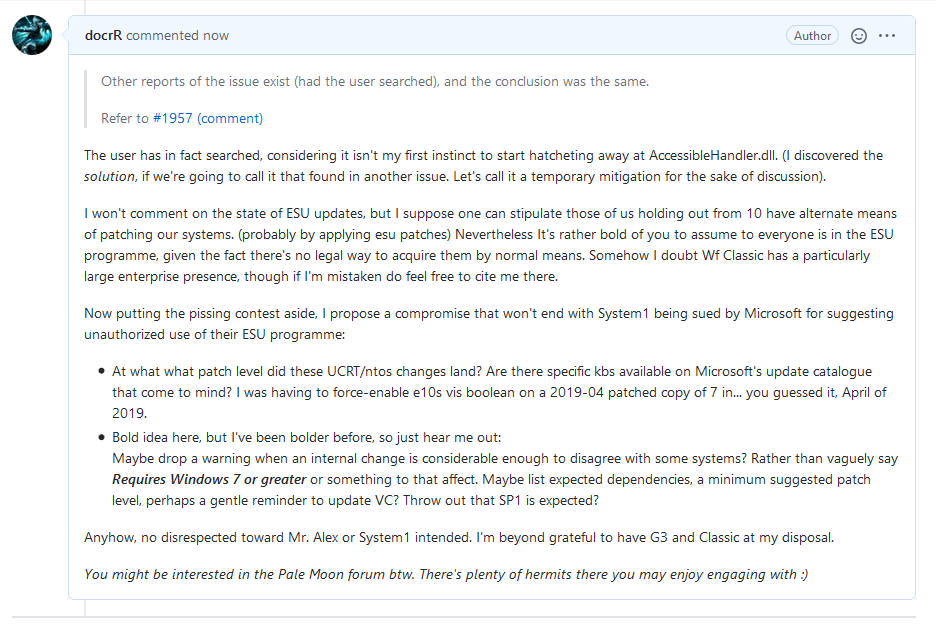 docrR commented now
Author
Other reports of the issue exist (had the user searched), and the conclusion was the same.
Refer to #1957 (comment)
The user has in fact searched, considering it isn't my first instinct to start hatcheting away at AccessibleHandler.dll. (I discovered the
solution, if we're going to call it that found in another issue. Let's call it a temporary mitigation for the sake of discussion).
I won't comment on the state of ESU updates, but I suppose one can stipulate those of us holding out from 10 have alternate means
of patching our systems. (probably by applying esu patches) Nevertheless It's rather bold of you to assume to everyone is in the ESU
programme, given the fact there's no legal way to acquire them by normal means. Somehow I doubt Wf Classic has a particularly
large enterprise presence, though if I'm mistaken do feel free to cite me there.
Now putting the pissing contest aside, I propose a compromise that won't end with System1 being sued by Microsoft for suggesting
unauthorized use of their ESU programme:
• At what what patch level did these UCRT/ntos changes land? Are there specific kbs available on Microsoft's update catalogue
that come to mind? I was having to force-enable e10s vis boolean on a 2019-04 patched copy of 7 in... you guessed it, April of
2019.
• Bold idea here, but I've been bolder before, so just hear me out:
Maybe drop a warning when an internal change is considerable enough to disagree with some systems? Rather than vaguely say
Requires Windows 7 or greater or something to that affect. Maybe list expected dependencies, a minimum suggested patch
level, perhaps a gentle reminder to update VC? Throw out that SP1 is expected?
Anyhow, no disrespected toward Mr. Alex or System1 intended. I'm beyond grateful to have G3 and Classic at my disposal.
You might be interested in the Pale Moon forum btw. There's plenty of hermits there you may enjoy engaging with :)